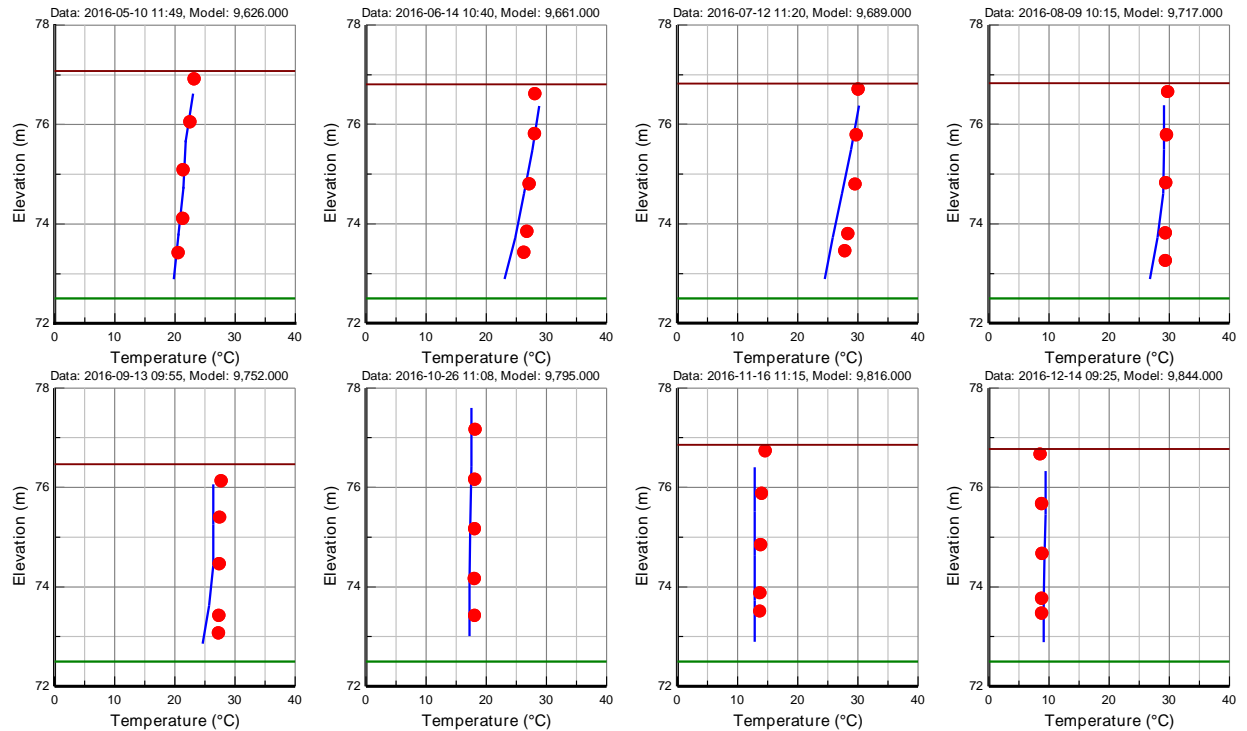 Data: 2016-05-10 11:49, Model: 9,626.000
Data: 2016-06-14 10:40, Model: 9,661.000
Data: 2016-07-12 11:20, Model: 9,689.000
Data: 2016-08-09 10:15, Model: 9,717.000
78
76
74
72
Elevation (m)
0 10 20 30 40
Temperature (°C)
78
76
74
72
Elevation (m)
0 10 20 30 40
Temperature (°C)
78
76
74
72
Elevation (m)
0 10 20 30 40
Temperature (°C)
78
76
74
72
Elevation (m)
0 10 20 30 40
Temperature (°C)
Data: 2016-09-13 09:55, Model: 9,752.000
Data: 2016-10-26 11:08, Model: 9,795.000
Data: 2016-11-16 11:15, Model: 9,816.000
Data: 2016-12-14 09:25, Model: 9,844.000
78
76
74
72
Elevation (m)
0 10 20 30 40
Temperature (°C)
78
76
74
72
Elevation (m)
0 10 20 30 40
Temperature (°C)
78
76
74
72
Elevation (m)
0 10 20 30 40
Temperature (°C)
78
76
74
72
Elevation (m)
0 10 20 30 40
Temperature (°C)